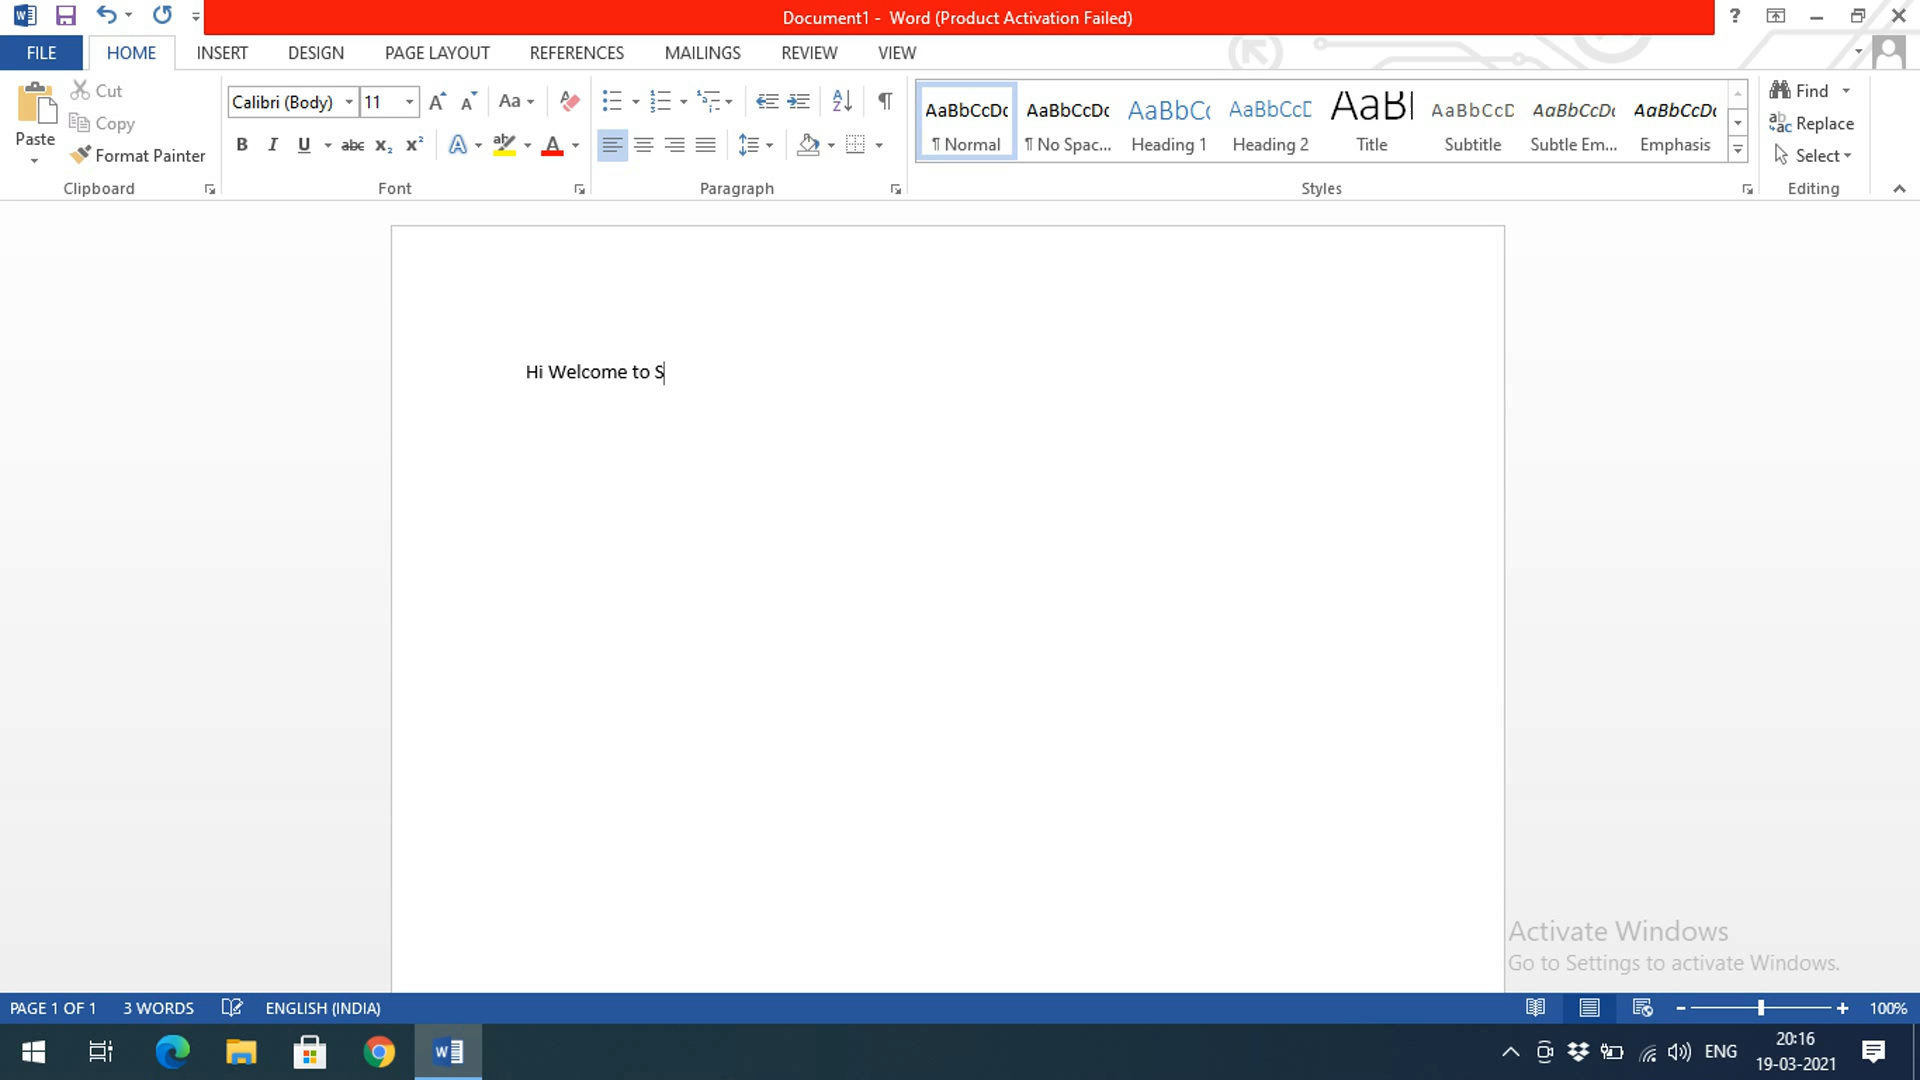 Document1 - Word (Product Activation Failed)
FILE HOME INSERT DESIGN PAGE LAYOUT REFERENCES MAILINGS REVIEW VIEW
Paste
Cut
Copy
Format Painter
Clipboard
Calibri (Body) 11
Font
Paragraph
AaBbCcDc AaBbCcDc AaBbCc AaBbCcD AaBl AaBbCcD AaBbCcDc AaBbCcDc
¶ Normal ¶ No Spac... Heading 1 Heading 2 Title Subtitle Subtle Em... Emphasis
Styles
Find
Replace
Select
Editing
Hi Welcome to S
Activate Windows
Go to Settings to activate Windows.
PAGE 1 OF 1 3 WORDS ENGLISH (INDIA) 100%
ENG
20:16
19-03-2021